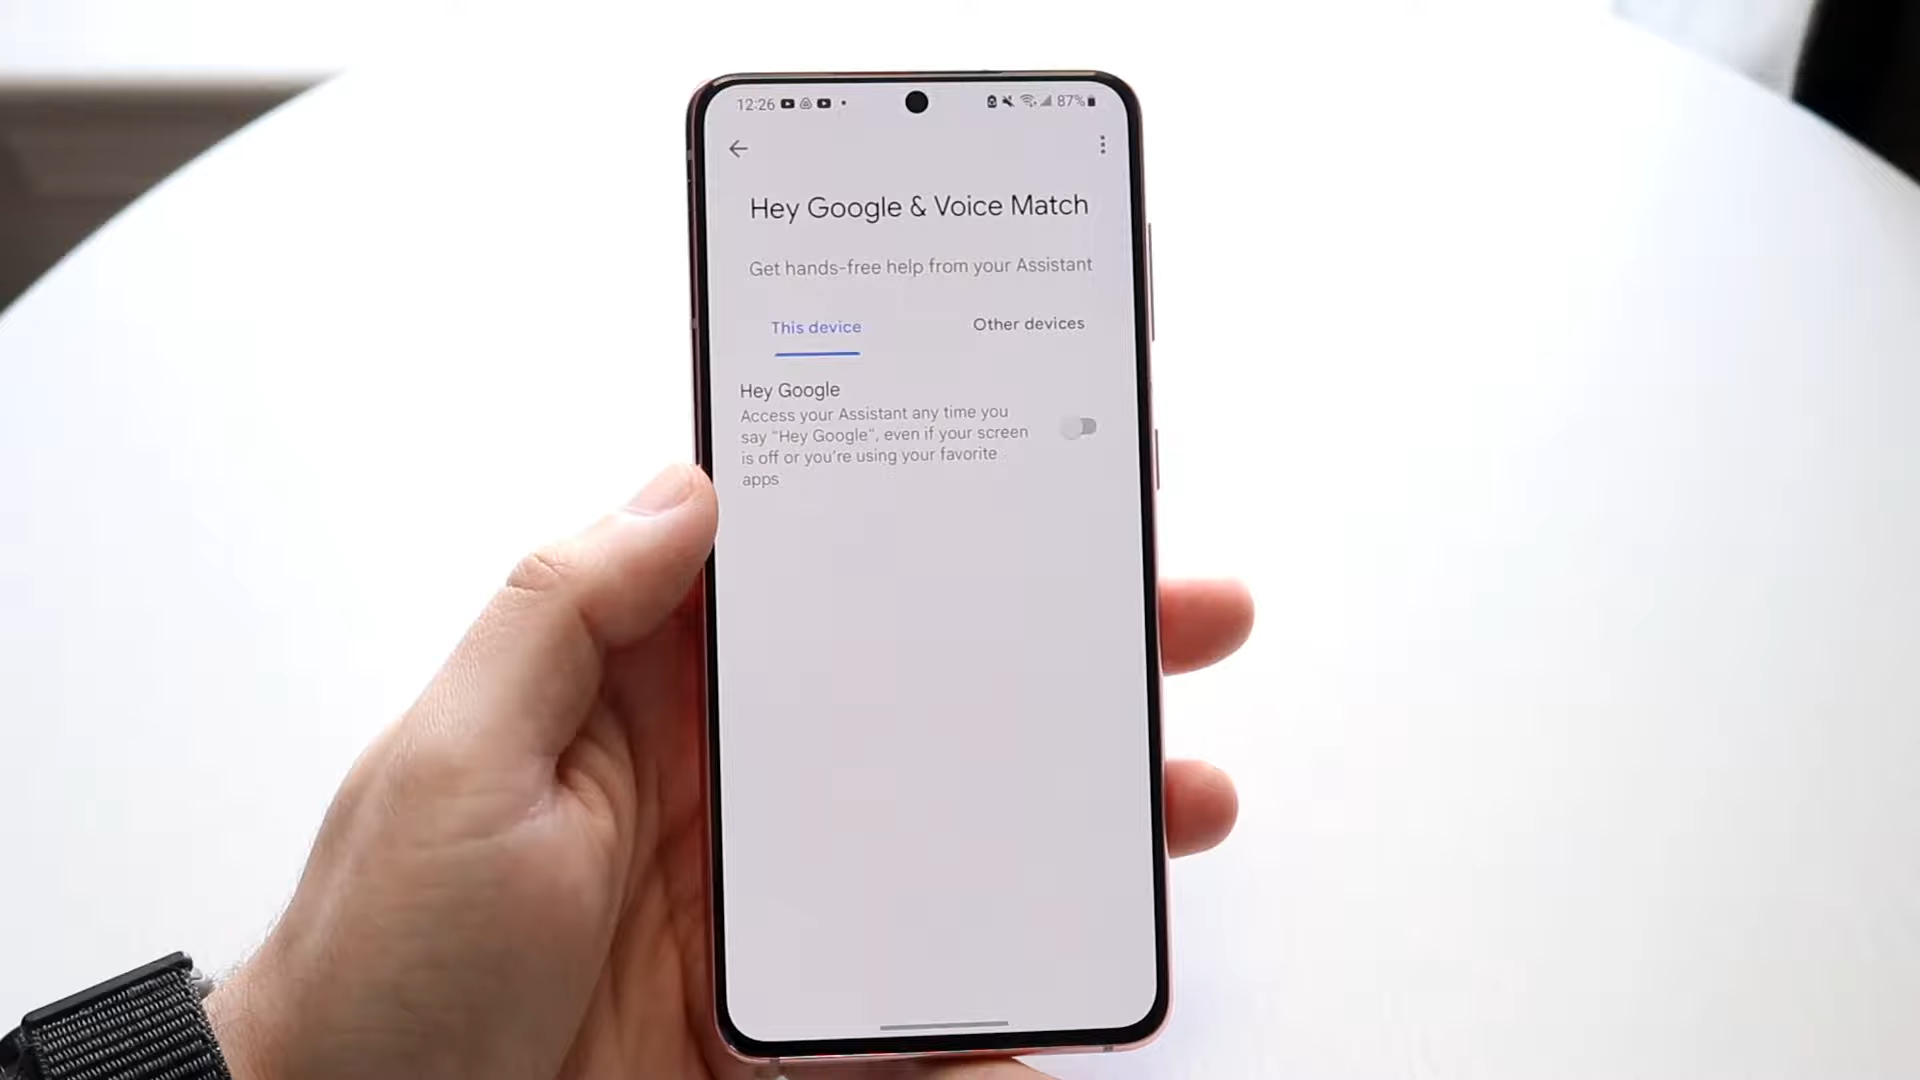 12:26
87%
Hey Google & Voice Match
Get hands-free help from your Assistant
This device
Other devices
Hey Google
Access your Assistant any time you
say “Hey Google”, even if your screen
is off or you’re using your favorite
apps